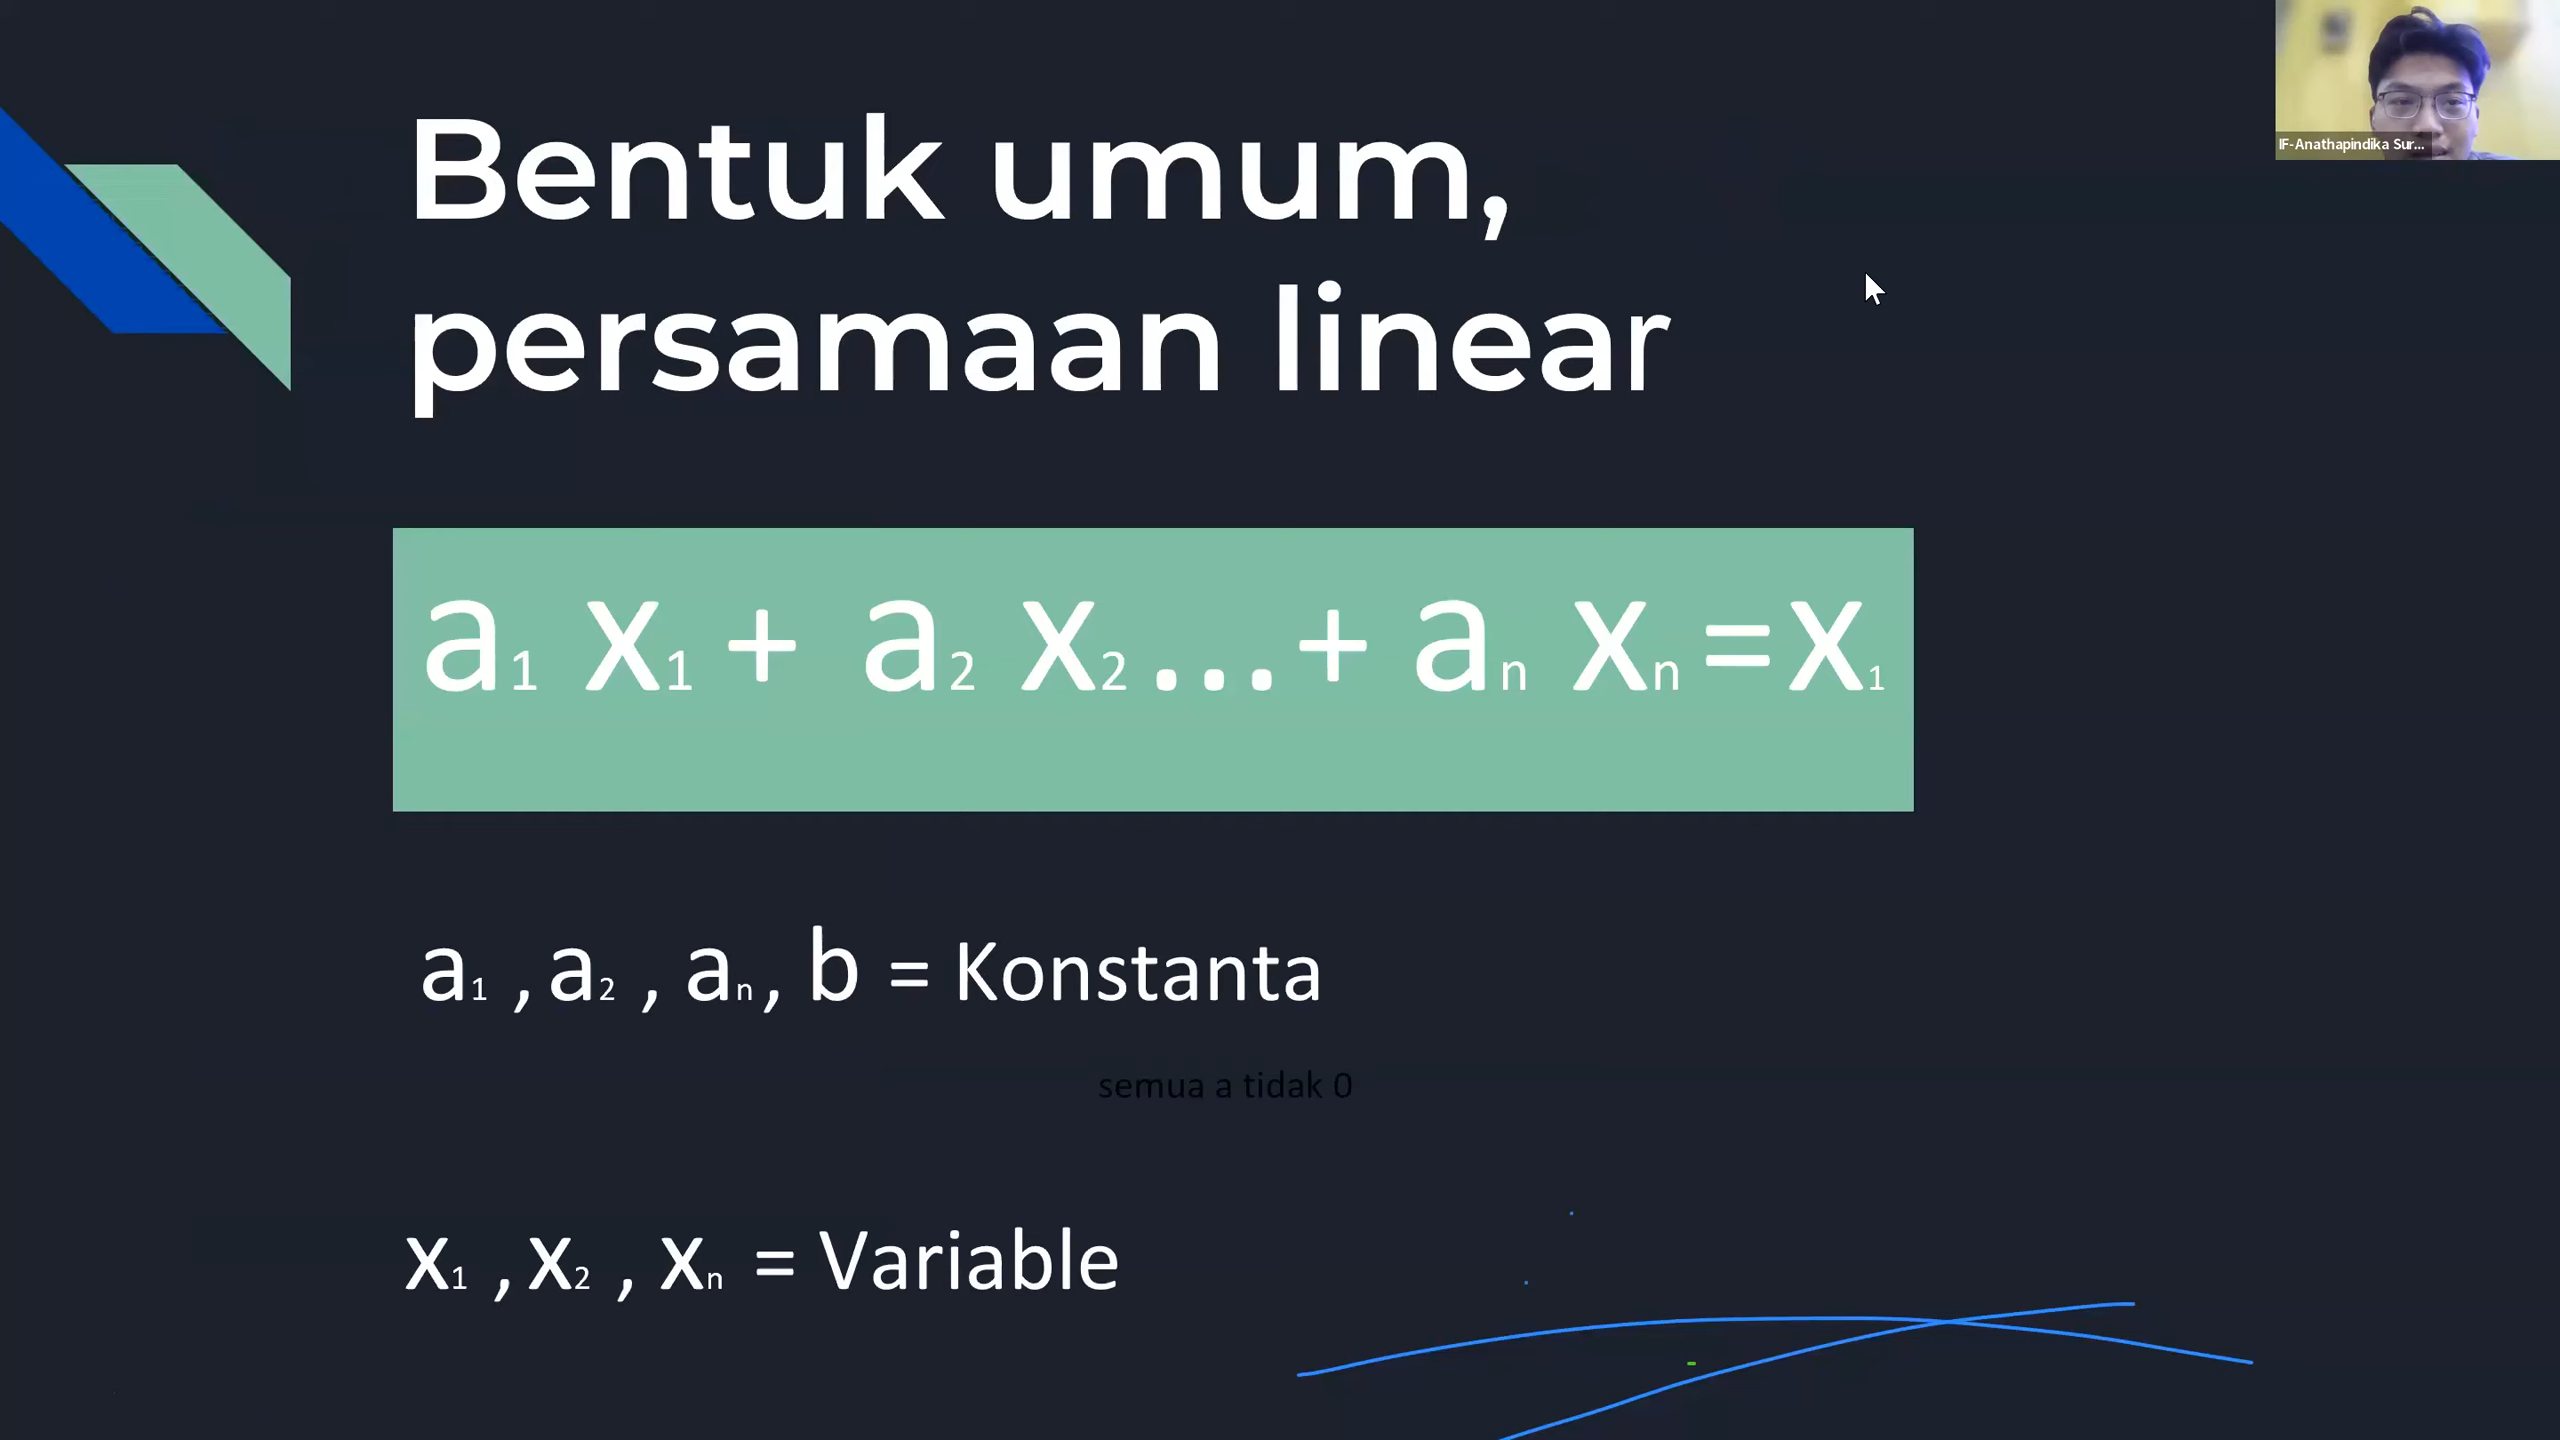 IF-Anathapindika Sur...
Bentuk umum,
persamaan linear
a₁ x₁ + a₂ x₂ ... + aₙ xₙ = x₁
a₁ , a₂ , aₙ , b = Konstanta
semua a tidak 0
x₁ , x₂ , xₙ = Variable